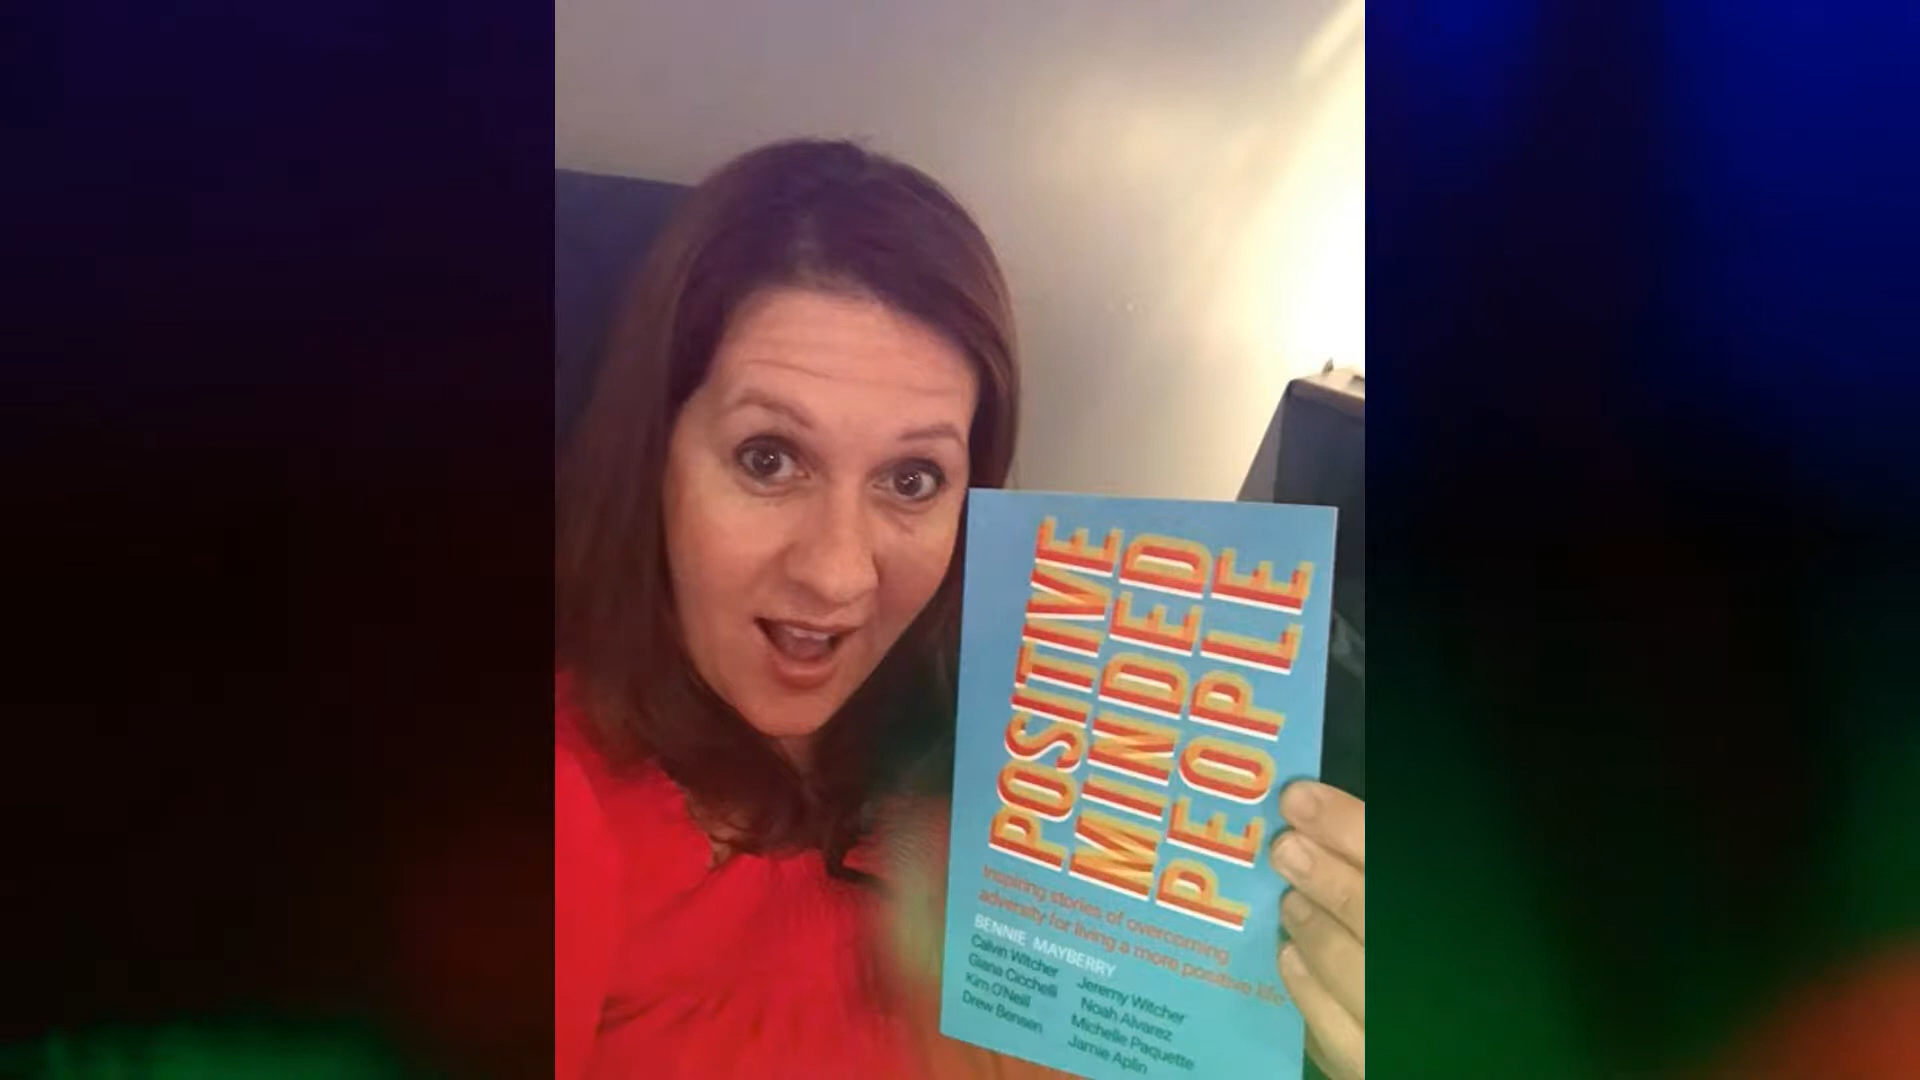 POSITIVE
MINDED
PEOPLE
Inspiring stories of overcoming
adversity for living a more positive life
BENNIE MAYBERRY
Calvin Witcher
Giana Cicchelli
Kim O'Neill
Drew Bensen
Jeremy Witcher
Noah Alvarez
Michelle Paquette
Jamie Aplin